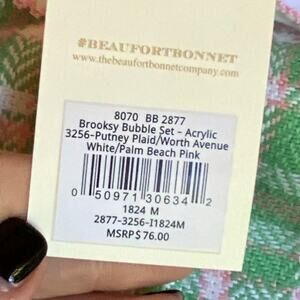 #BEAUFORTBONNET
www.thebeaufortbonnetcompany.com
8070 BB 2877
Brooksy Bubble Set - Acrylic
3256-Putney Plaid/Worth Avenue
White/Palm Beach Pink
0 50971 30634 2
1824 M
2877-3256-I1824M
MSRP$76.00